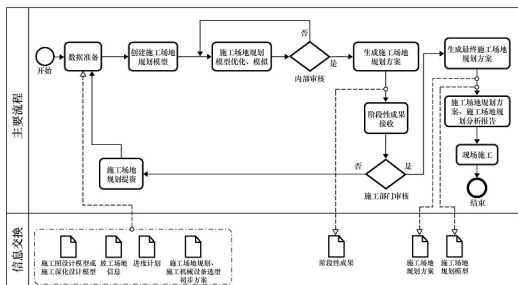 主要流程
开始
数据准备
创建施工场地
规划模型
施工场地规划
模型优化、模拟
否
是
内部审核
生成施工场地
规划方案
生成最终施工场地
规划方案
阶段性成果
接收
施工场地规划方
案、施工场地规
划分析报告
现场施工
结束
施工场地
规划提资
否
是
施工部门审核
信息交换
施工图设计模型或
施工深化设计模型
放工场地
信息
进度计划
施工场地规划、
施工机械设备选型
初步方案
阶段性成果
施工场地
规划方案
施工场地
规划模型